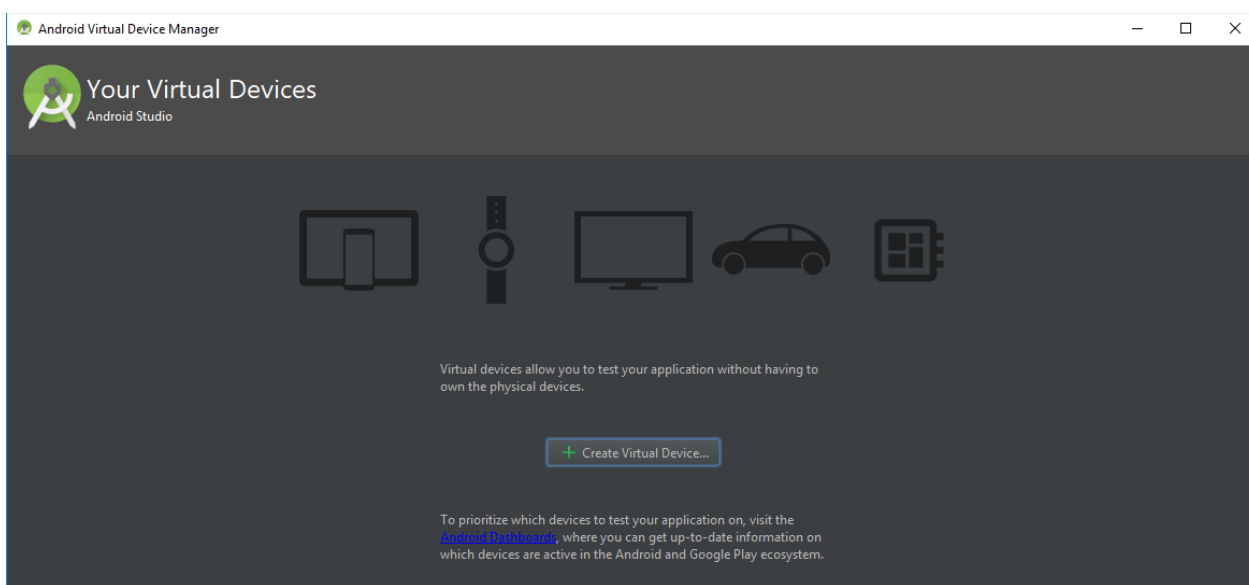 Android Virtual Device Manager
Your Virtual Devices
Android Studio
Virtual devices allow you to test your application without having to
own the physical devices.
Create Virtual Device...
To prioritize which devices to test your application on, visit the
Android Dashboards, where you can get up-to-date information on
which devices are active in the Android and Google Play ecosystem.